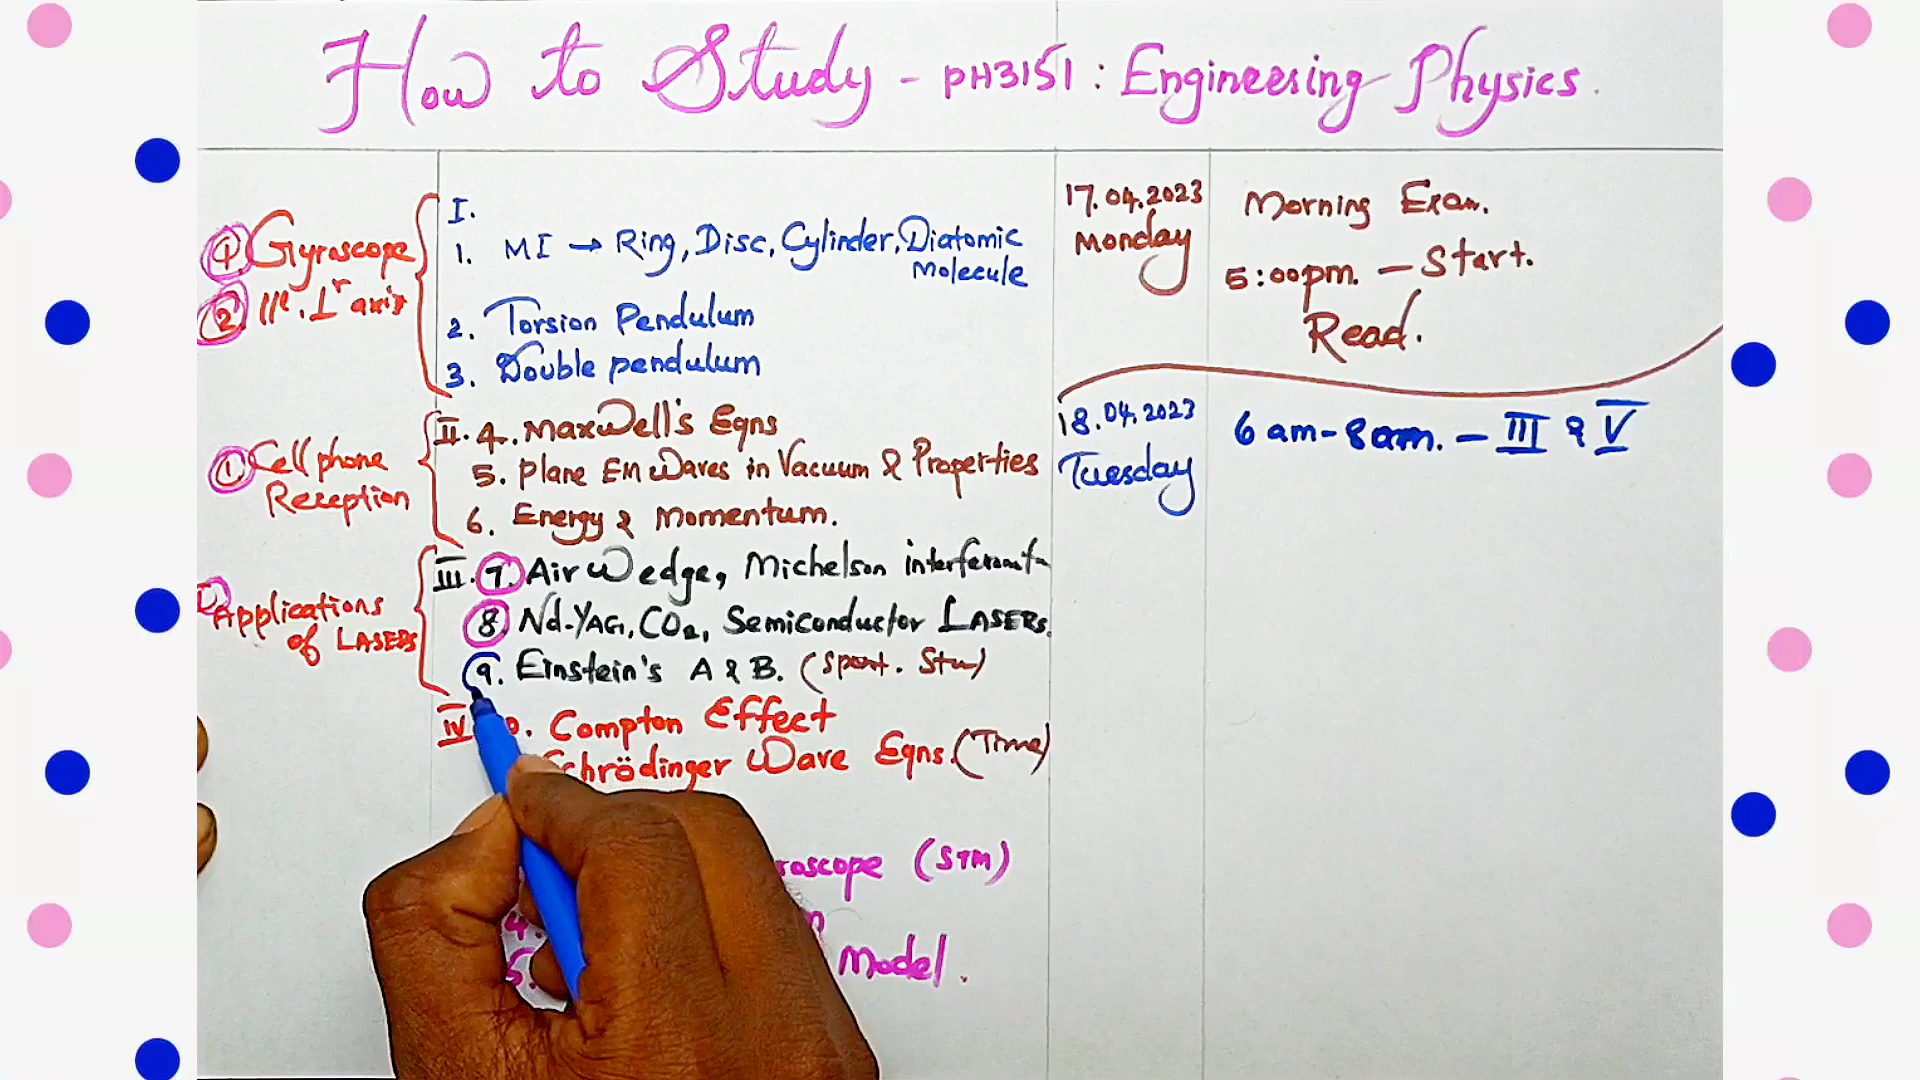 How to Study - PH3151 : Engineering Physics.
① Gyroscope
② 11ˡ, ⊥ʳ axis
I.
1. MI → Ring, Disc, Cylinder, Diatomic
Molecule
2. Torsion Pendulum
3. Double pendulum
① Cell phone
Reception
II. 4. Maxwell's Eqns
5. Plane EM Waves in Vacuum & Properties
6. Energy & Momentum.
Applications
of LASERS
III. 7. Air Wedge, Michelson
8. Nd-YAG, CO2, Semiconductor LASERs.
9. Einstein's A & B. (Spont. Stu)
IV Compton Effect
Schrödinger Wave Eqns. (Time)
(STM)
Model.
17.04.2023
Monday
Morning Exam.
5:00pm. – Start.
Read.
18.04.2023
Tuesday
6 am - 8 am. – III & V